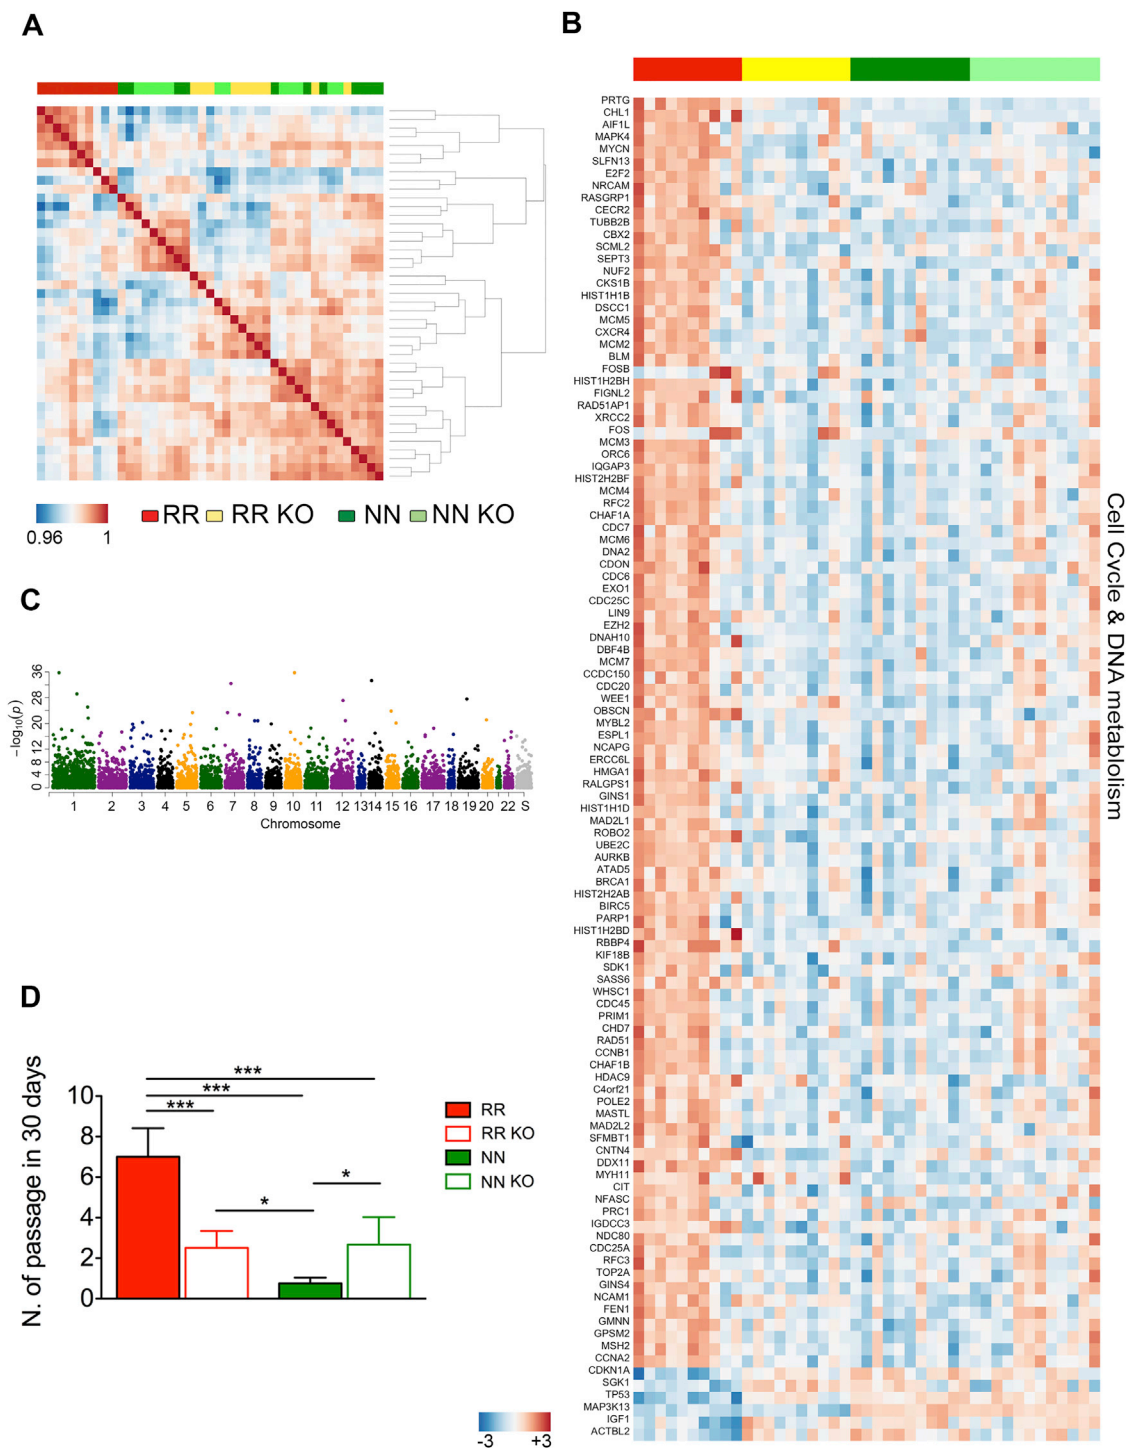 A
0.96 1
RR RR KO NN NN KO
B
PRTG
CHL1
AIF1L
MAPK4
MYCN
SLFN13
E2F2
NRCAM
RASGRP1
CECR2
TUBB2B
CBX2
SCML2
SEPT3
NUF2
CKS1B
HIST1H1B
DSCC1
MCM5
CXCR4
MCM2
BLM
FOSB
HIST1H2BH
FIGNL2
RAD51AP1
XRCC2
FOS
MCM3
ORC6
IQGAP3
HIST2H2BF
MCM4
RFC2
CHAF1A
CDC7
MCM6
DNA2
CDON
CDC6
EXO1
CDC25C
LIN9
EZH2
DNAH10
DBF4B
MCM7
CCDC150
CDC20
WEE1
OBSCN
MYBL2
ESPL1
NCAPG
ERCC6L
HMGA1
RALGPS1
GINS1
HIST1H1D
MAD2L1
ROBO2
UBE2C
AURKB
ATAD5
BRCA1
HIST2H2AB
BIRC5
PARP1
HIST1H2BD
RBBP4
KIF18B
SDK1
SASS6
WHSC1
CDC45
PRIM1
CHD7
RAD51
CCNB1
CHAF1B
HDAC9
C4orf21
POLE2
MASTL
MAD2L2
SFMBT1
CNTN4
DDX11
MYH11
CIT
NFASC
PRC1
IGDCC3
NDC80
CDC25A
RFC3
TOP2A
GINS4
NCAM1
FEN1
GMNN
GPSM2
MSH2
CCNA2
CDKN1A
SGK1
TP53
MAP3K13
IGF1
ACTBL2
Cell Cycle & DNA metablolism
-3 +3
C
−log10(p)
36
28
20
12
8
4
0
1 2 3 4 5 6 7 8 9 10 11 12 13 14 15 16 17 18 19 20 22 S
Chromosome
D
N. of passage in 30 days
10
8
6
4
2
0
***
***
***
*
*
RR
RR KO
NN
NN KO